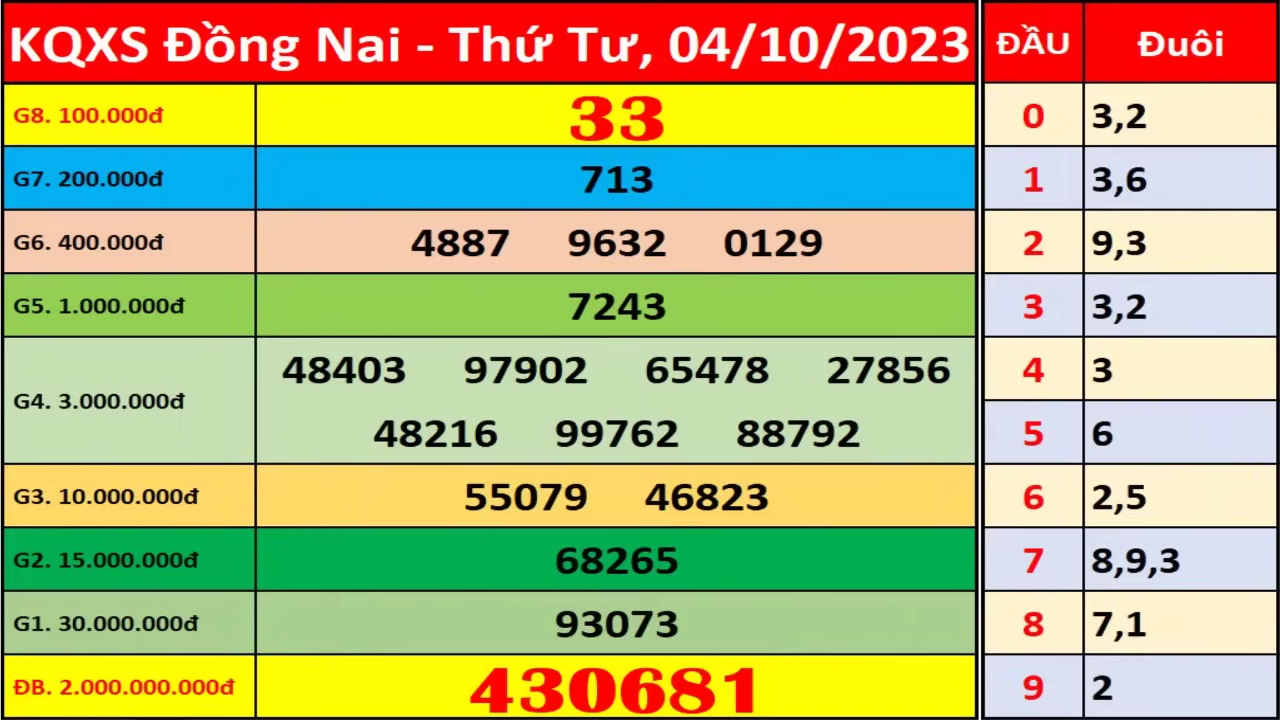 KQXS Đồng Nai - Thứ Tư, 04/10/2023
G8. 100.000đ 33
G7. 200.000đ 713
G6. 400.000đ 4887 9632 0129
G5. 1.000.000đ 7243
G4. 3.000.000đ 48403 97902 65478 27856
48216 99762 88792
G3. 10.000.000đ 55079 46823
G2. 15.000.000đ 68265
G1. 30.000.000đ 93073
ĐB. 2.000.000.000đ 430681
ĐẦU Đuôi
0 3,2
1 3,6
2 9,3
3 3,2
4 3
5 6
6 2,5
7 8,9,3
8 7,1
9 2